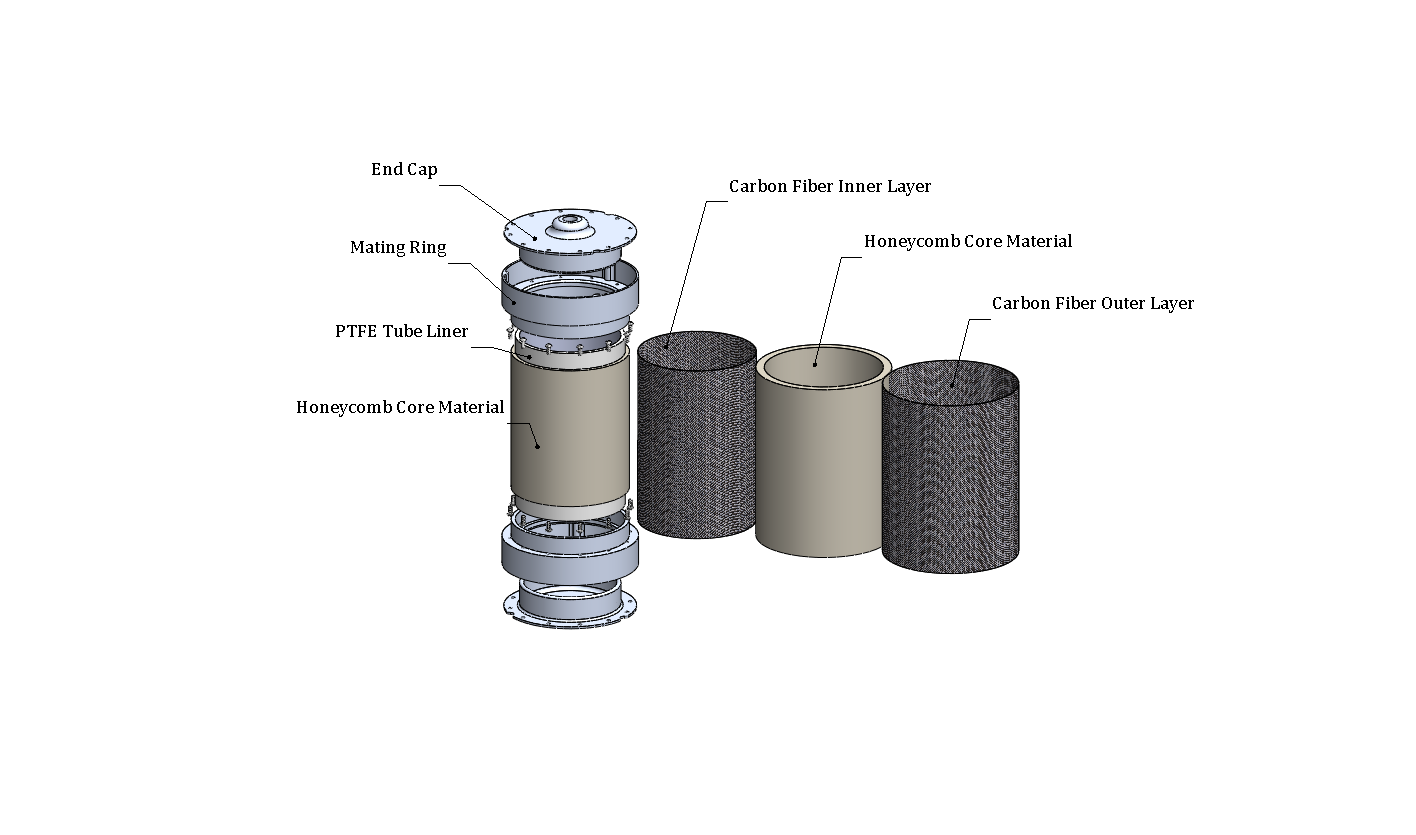 End Cap
Carbon Fiber Inner Layer
Mating Ring
Honeycomb Core Material
Carbon Fiber Outer Layer
PTFE Tube Liner
Honeycomb Core Material